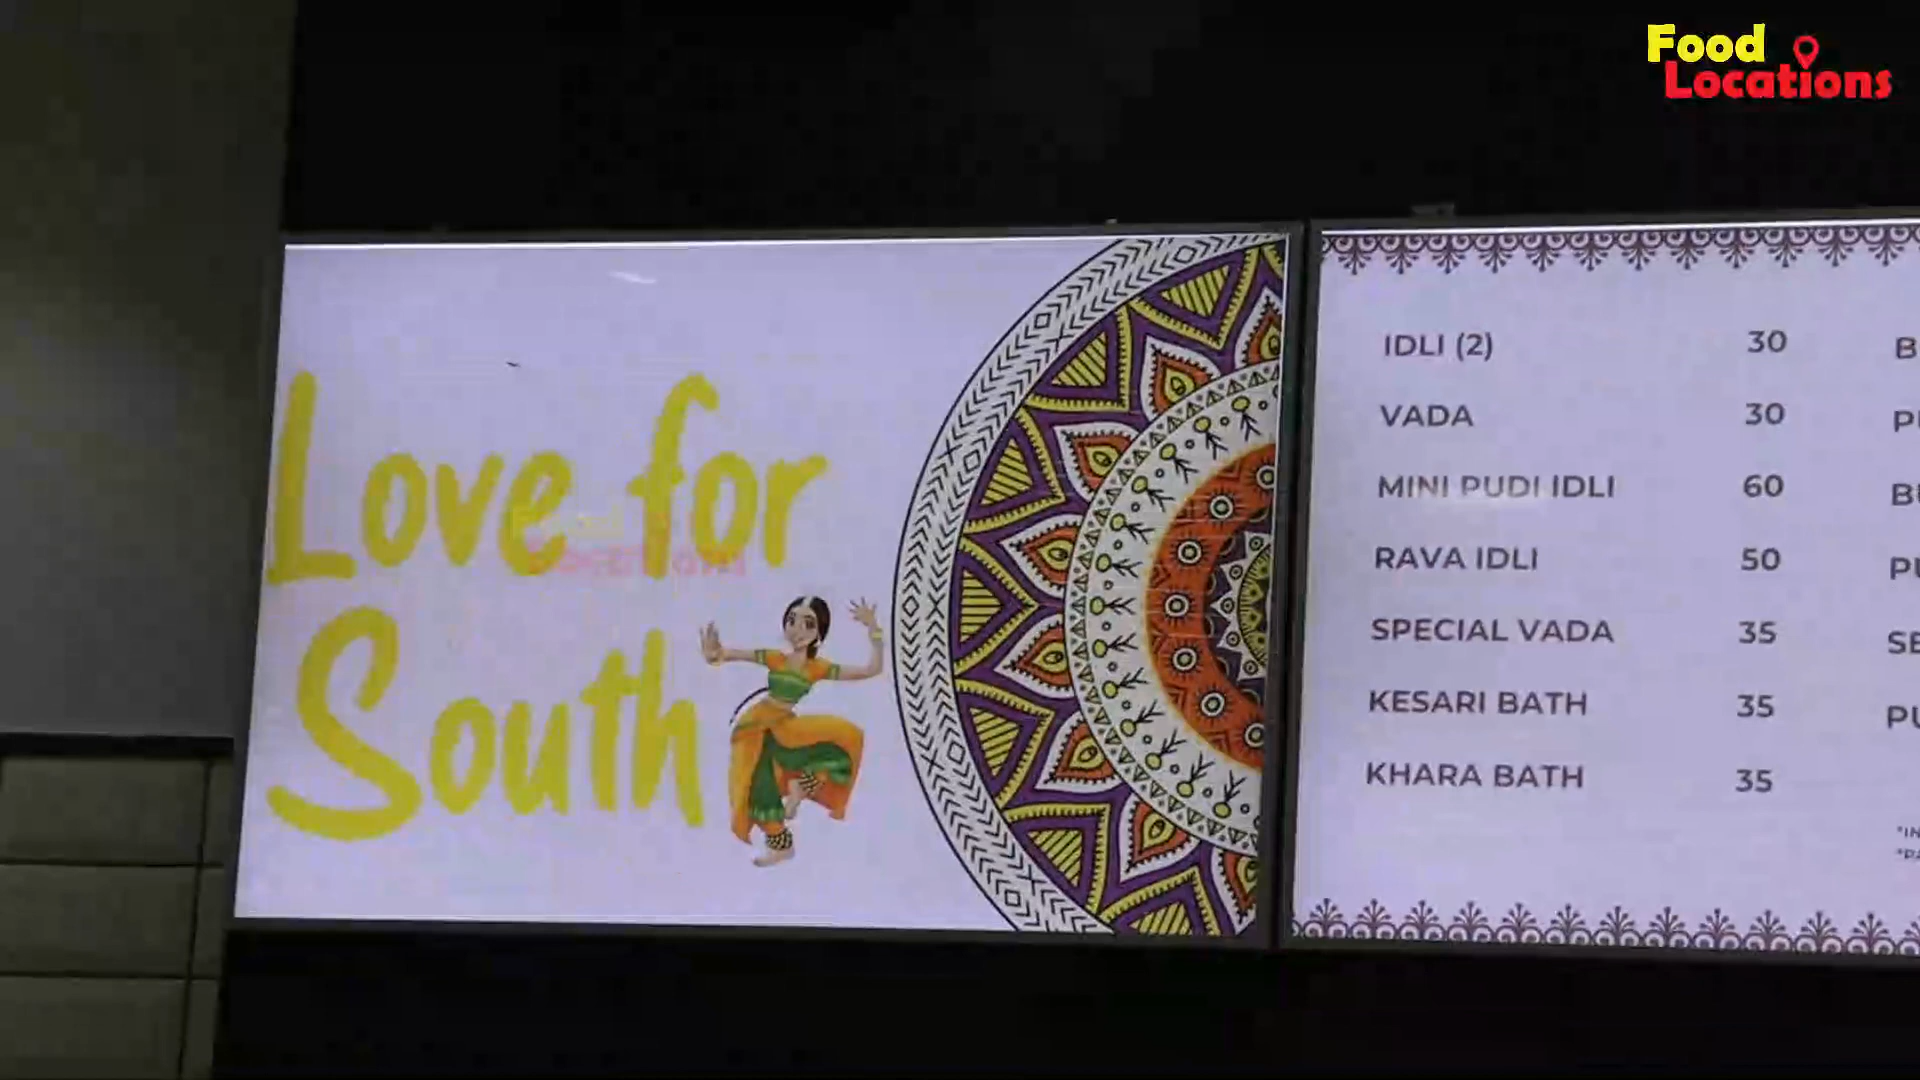 Food
Locations
Love for
South
IDLI (2) 30
VADA 30
MINI PUDI IDLI 60
RAVA IDLI 50
SPECIAL VADA 35
KESARI BATH 35
KHARA BATH 35